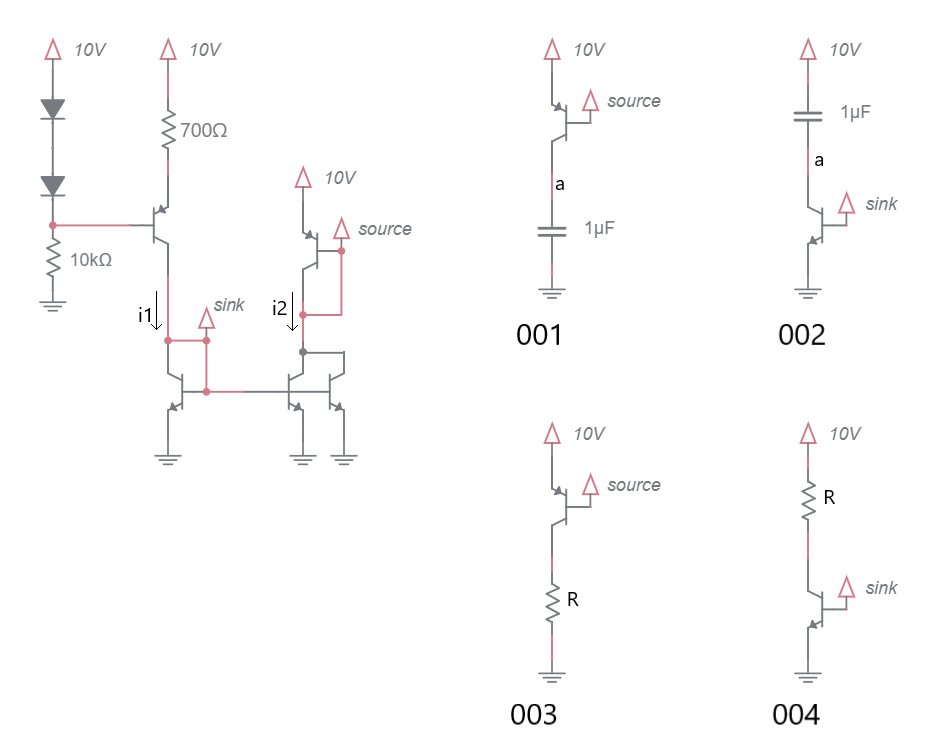 10V
10V
10V
10V
700Ω
source
1µF
10V
a
a
source
sink
10kΩ
1µF
i1
sink
i2
001
002
10V
10V
source
R
sink
R
003
004